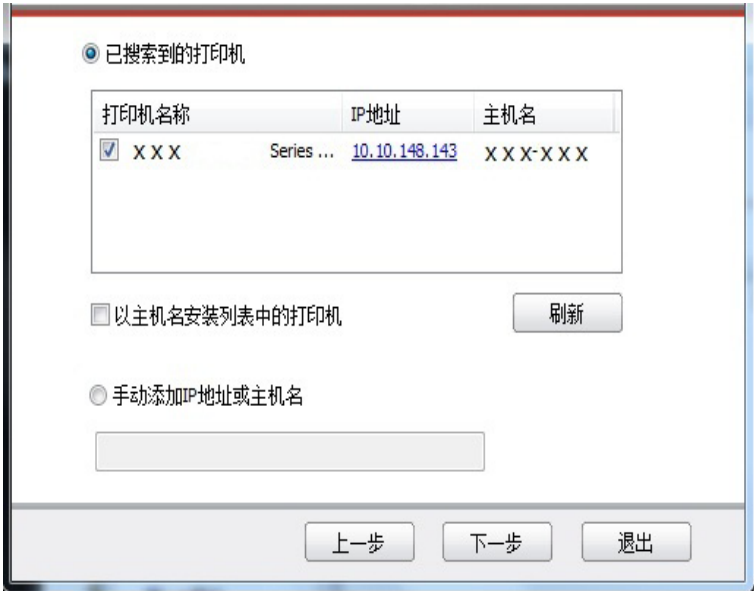 已搜索到的打印机
打印机名称 IP地址 主机名
XXX Series ... 10.10.148.143 XXX-XXX
以主机名安装列表中的打印机 刷新
手动添加IP地址或主机名
上一步 下一步 退出